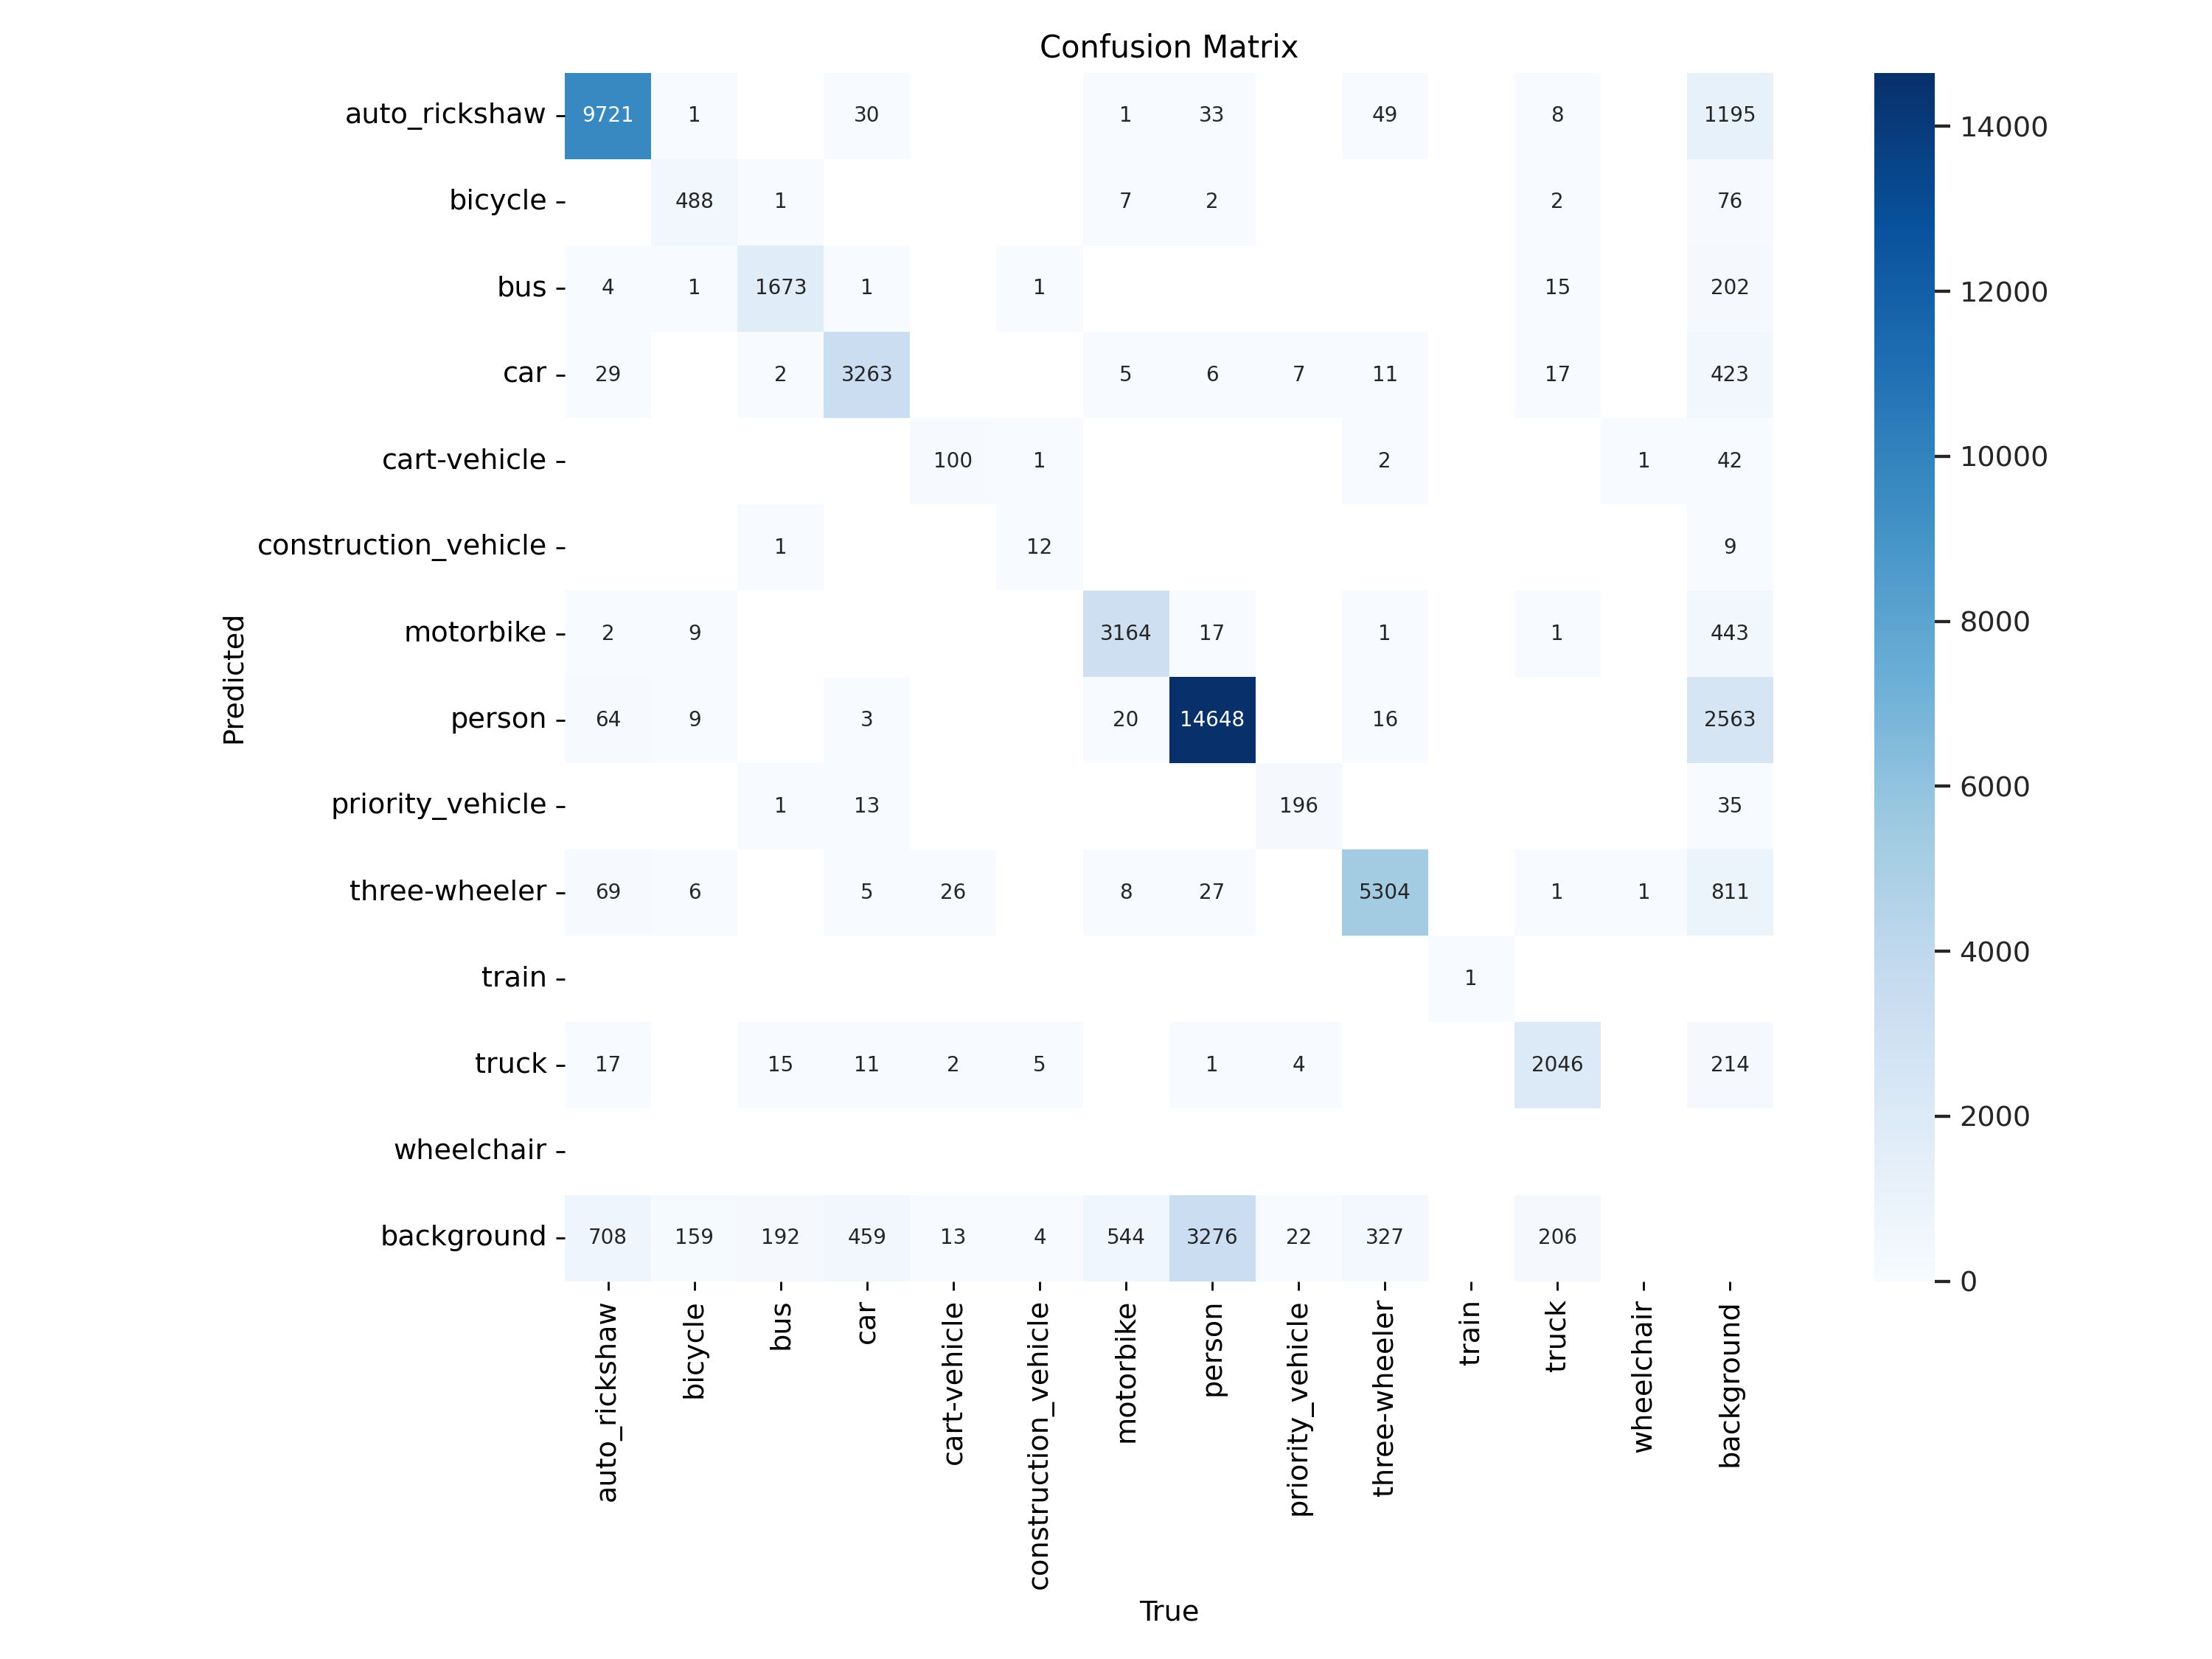 Confusion Matrix
auto_rickshaw 9721 1 30 1 33 49 8 1195
bicycle 488 1 7 2 2 76
bus 4 1 1673 1 1 15 202
car 29 2 3263 5 6 7 11 17 423
cart-vehicle 100 1 2 1 42
construction_vehicle 1 12 9
motorbike 2 9 3164 17 1 1 443
person 64 9 3 20 14648 16 2563
priority_vehicle 1 13 196 35
three-wheeler 69 6 5 26 8 27 5304 1 1 811
train 1
truck 17 15 11 2 5 1 4 2046 214
wheelchair
background 708 159 192 459 13 4 544 3276 22 327 206
Predicted
auto_rickshaw
bicycle
bus
car
cart-vehicle
construction_vehicle
motorbike
person
priority_vehicle
three-wheeler
train
truck
wheelchair
background
True
14000
12000
10000
8000
6000
4000
2000
0